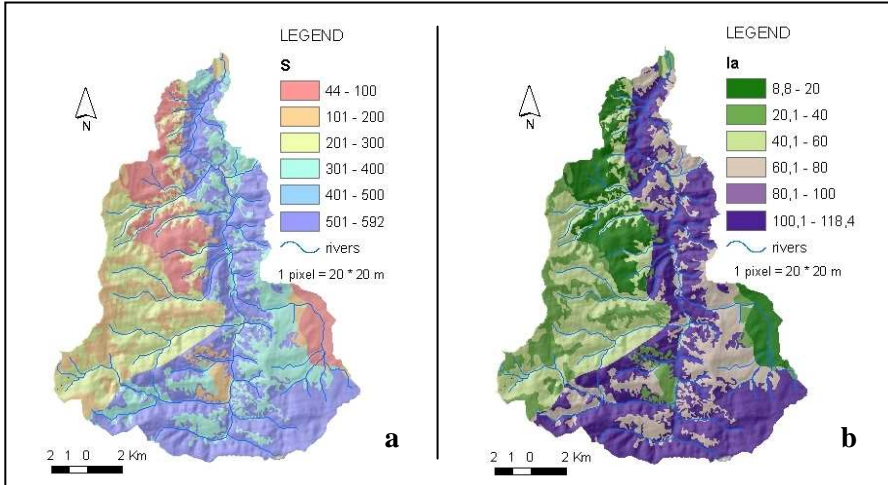 LEGEND
S
44 - 100
101 - 200
201 - 300
301 - 400
401 - 500
501 - 592
rivers
1 pixel = 20 * 20 m
N
2 1 0 2 Km
a
LEGEND
Ia
8,8 - 20
20,1 - 40
40,1 - 60
60,1 - 80
80,1 - 100
100,1 - 118,4
rivers
1 pixel = 20 * 20 m
N
2 1 0 2 Km
b